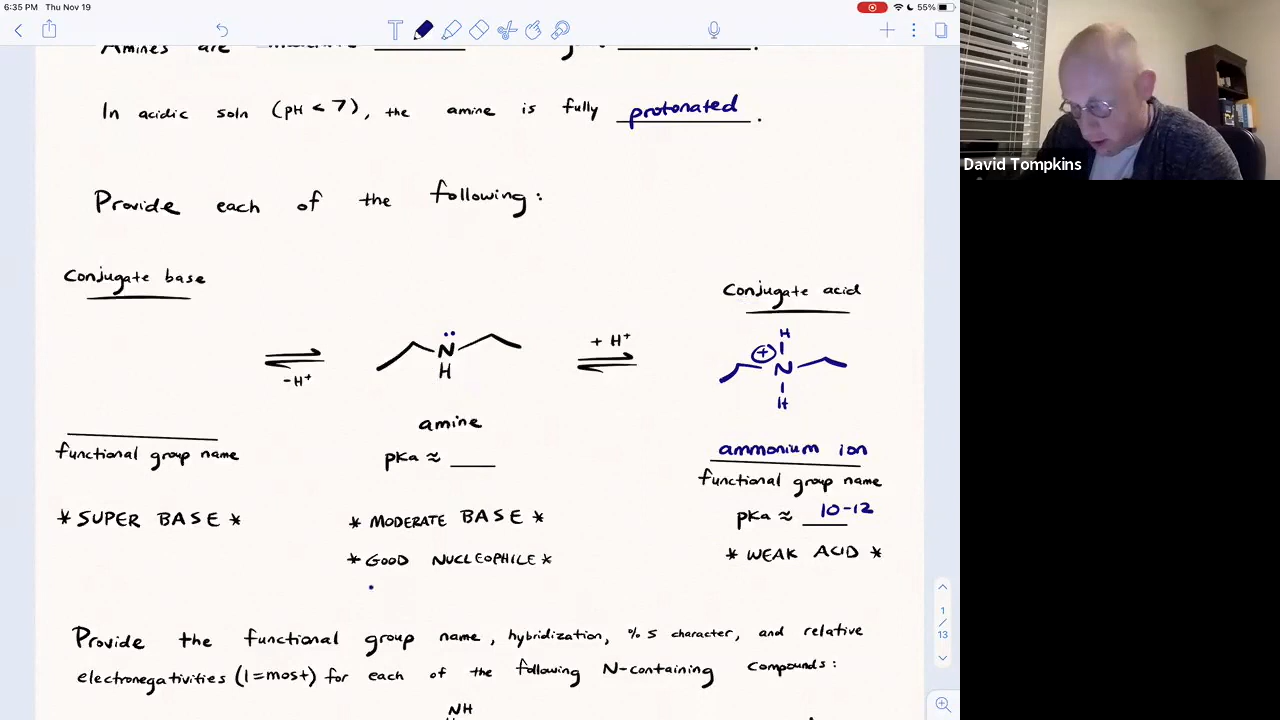 6:35 PM Thu Nov 19
55%
Amines are
In acidic soln (pH < 7), the amine is fully protonated.
Provide each of the following:
Conjugate base
Conjugate acid
-H⁺
N
H
+ H⁺
H
+
N
H
amine
pKa ≈
functional group name
ammonium ion
functional group name
pKa ≈ 10-12
* SUPER BASE *
* MODERATE BASE *
* GOOD NUCLEOPHILE *
* WEAK ACID *
Provide the functional group name, hybridization, % s character, and relative
electronegativities (1=most) for each of the following N-containing compounds:
NH
1
/
13
David Tompkins